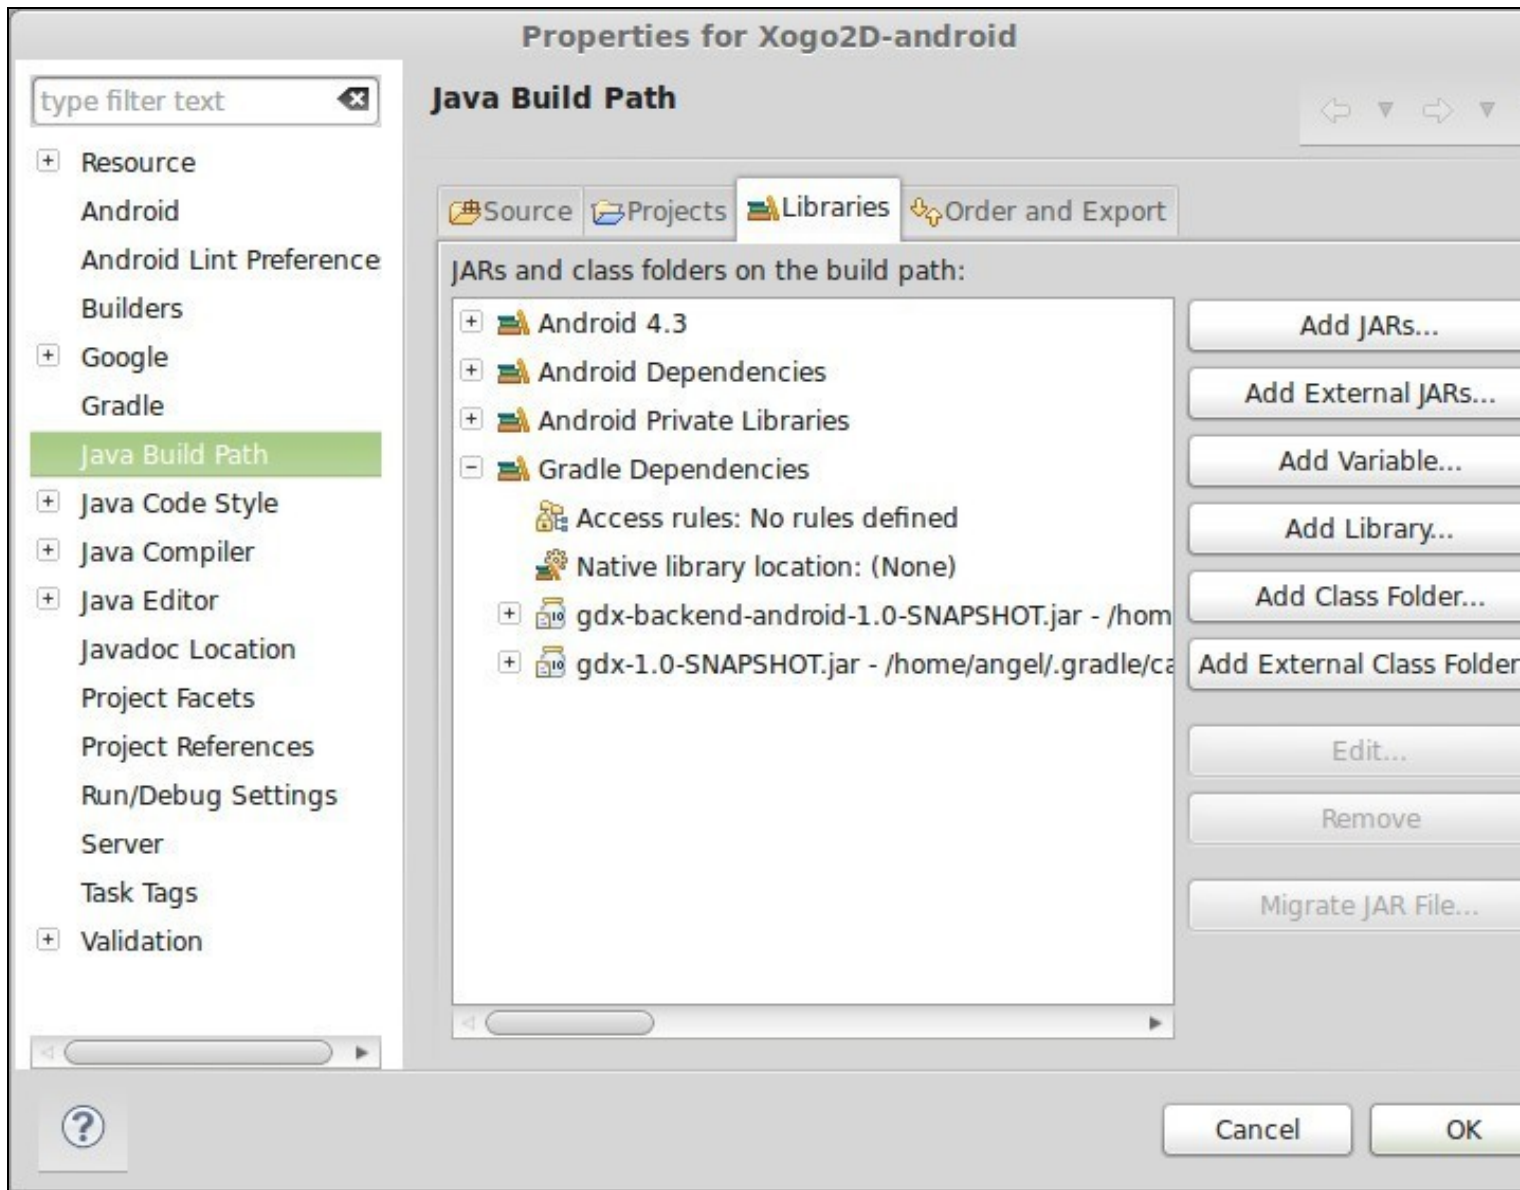 Properties for Xogo2D-android
type filter text
Resource
Android
Android Lint Preference
Builders
Google
Gradle
Java Build Path
Java Code Style
Java Compiler
Java Editor
Javadoc Location
Project Facets
Project References
Run/Debug Settings
Server
Task Tags
Validation
Java Build Path
Source Projects Libraries Order and Export
JARs and class folders on the build path:
Android 4.3
Android Dependencies
Android Private Libraries
Gradle Dependencies
Access rules: No rules defined
Native library location: (None)
gdx-backend-android-1.0-SNAPSHOT.jar - /hom
gdx-1.0-SNAPSHOT.jar - /home/angel/.gradle/ca
Add JARs...
Add External JARs...
Add Variable...
Add Library...
Add Class Folder...
Add External Class Folder
Edit...
Remove
Migrate JAR File...
?
Cancel OK